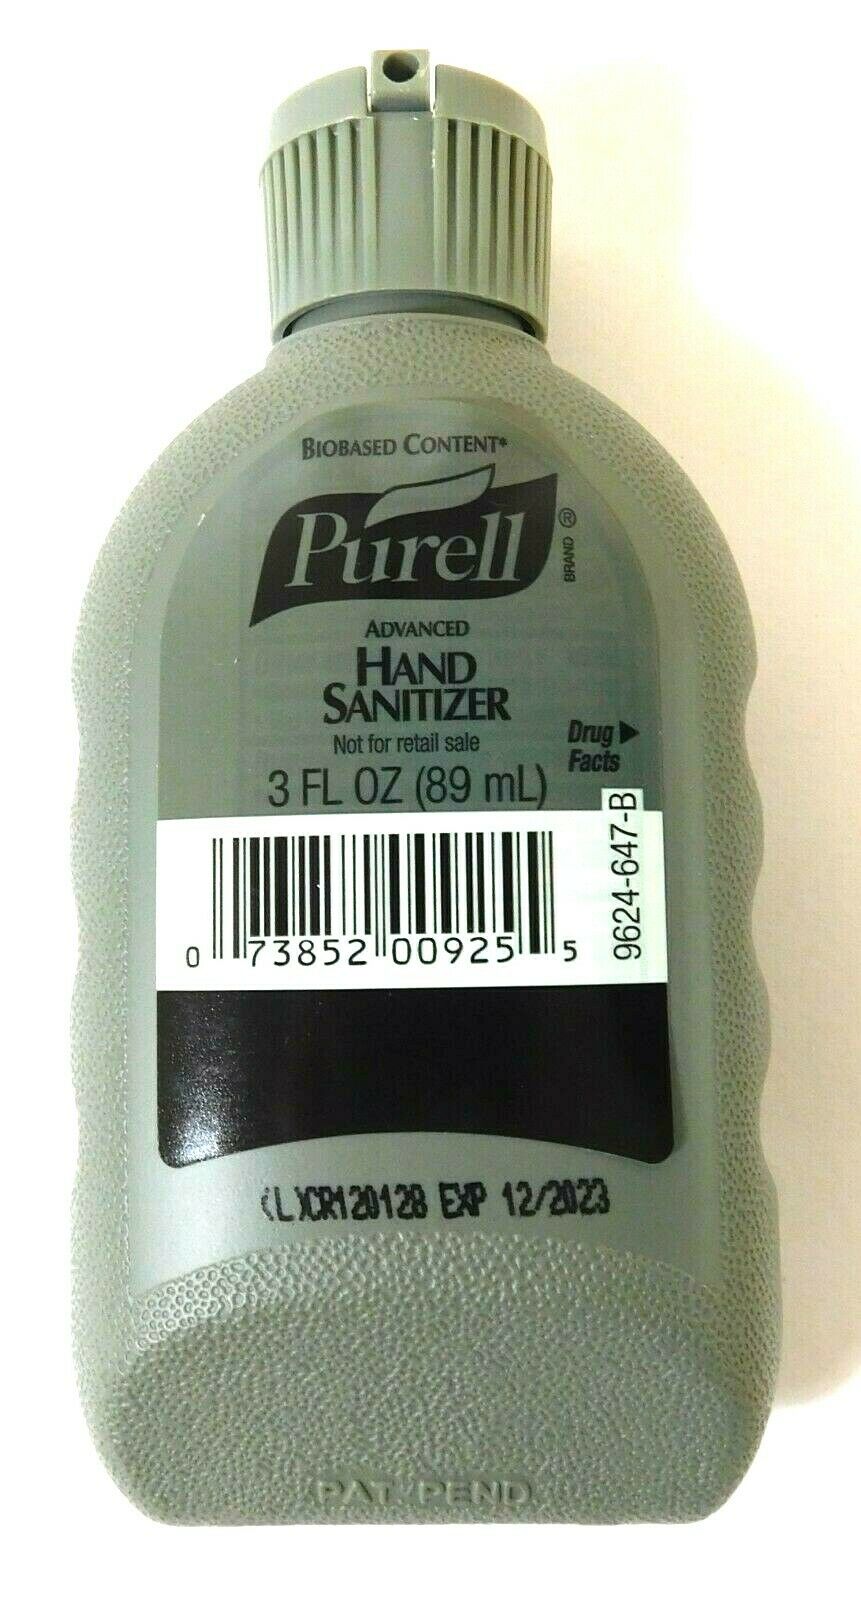 BIOBASED CONTENT*
Purell
BRAND ®
ADVANCED
HAND
SANITIZER
Not for retail sale
Drug ▶
Facts
3 FL OZ (89 mL)
9624-647-B
0 73852 00925 5
(L)CR120128 EXP 12/2023
PAT. PEND.